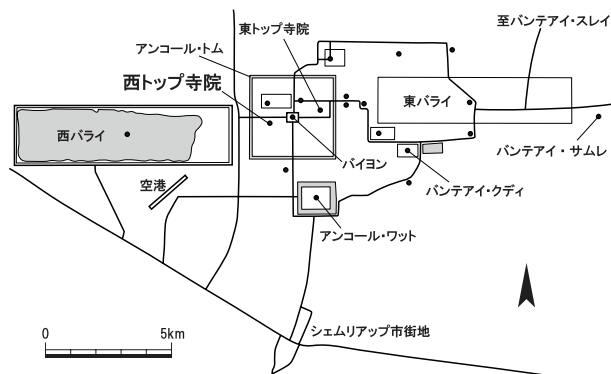 至バンテアイ・スレイ
東トップ寺院
アンコール・トム
西トップ寺院
東バライ
西バライ
バイヨン
バンテアイ・サムレ
空港
バンテアイ・クディ
アンコール・ワット
シェムリアップ市街地
0 5km